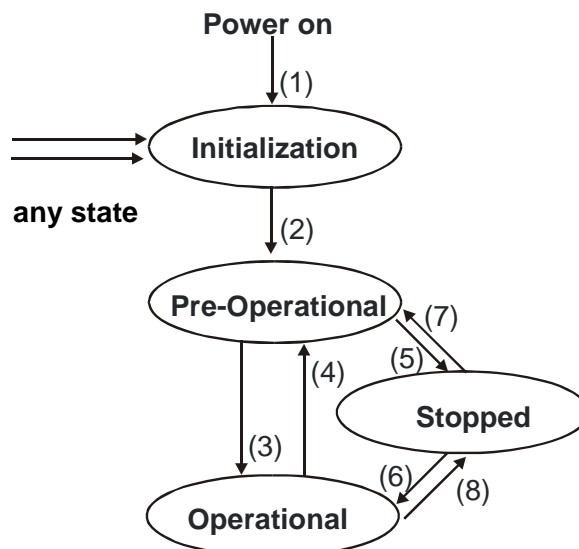 Power on
(1)
Initialization
any state
(2)
Pre-Operational
(7)
(4)
(5)
Stopped
(3)
(6)
(8)
Operational